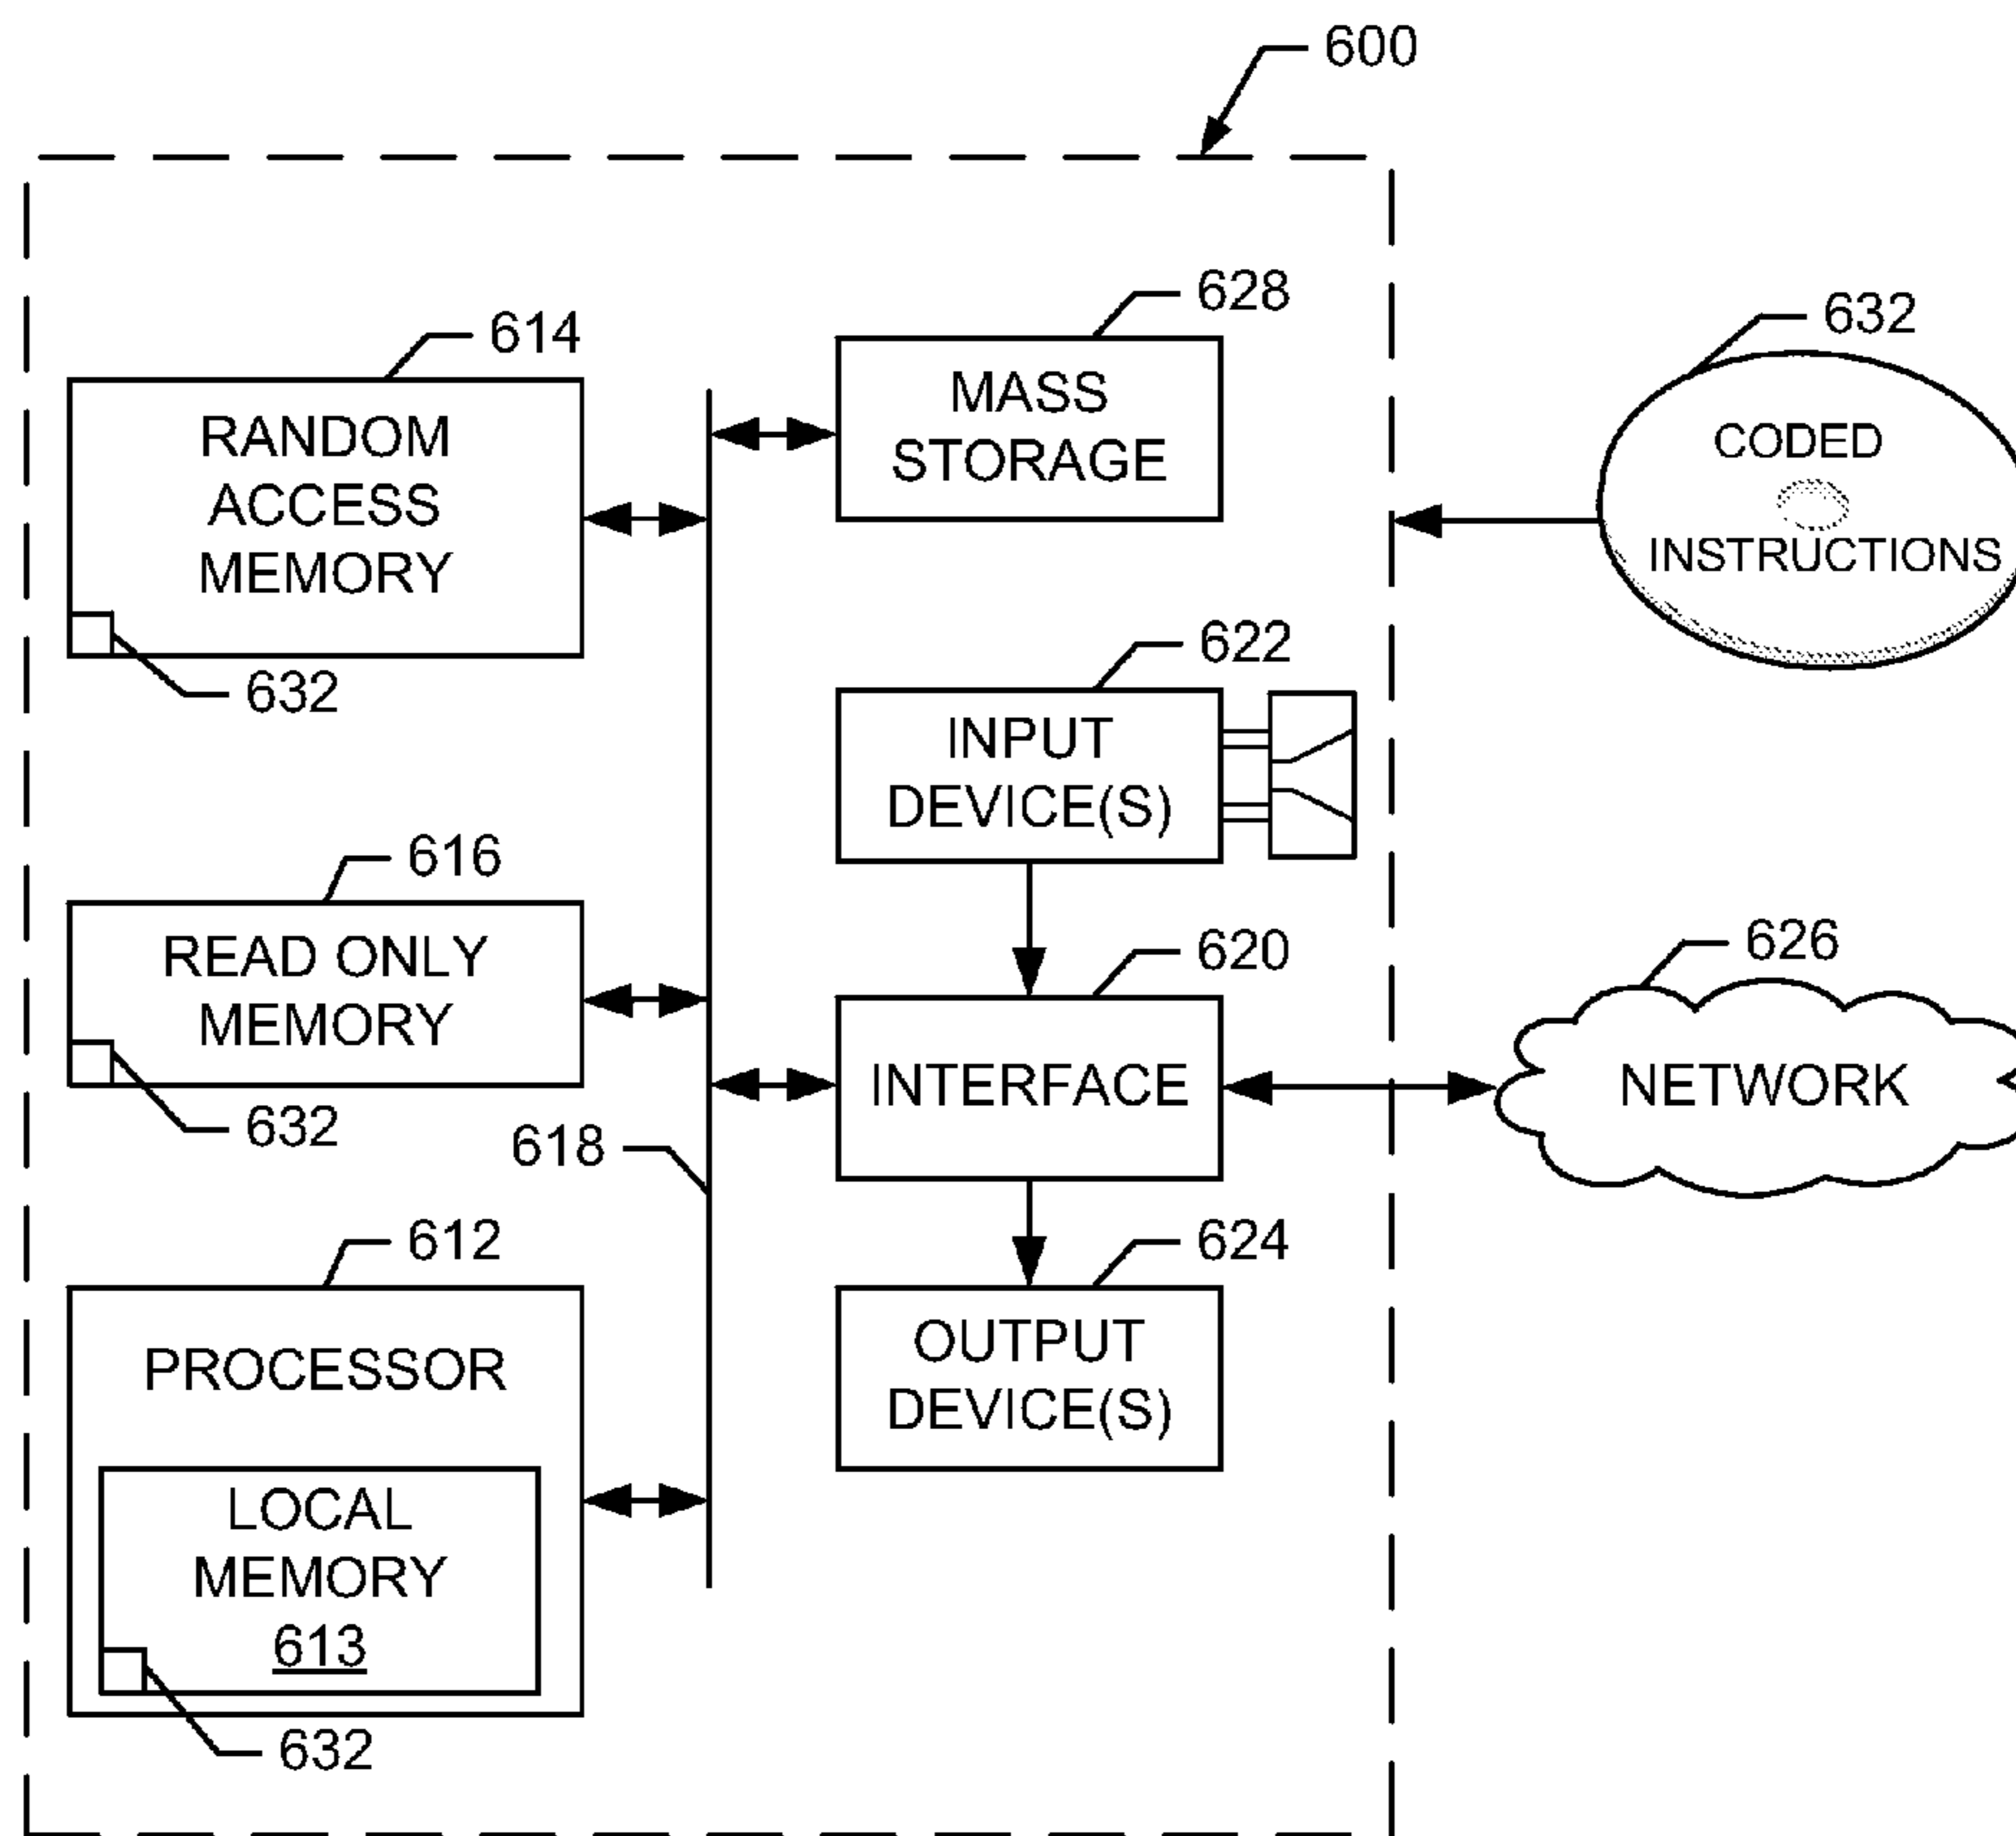 600
628
614
632
MASS
STORAGE
RANDOM
ACCESS
MEMORY
CODED
INSTRUCTIONS
632
622
INPUT
DEVICE(S)
616
READ ONLY
MEMORY
632
620
626
INTERFACE
NETWORK
618
612
624
PROCESSOR
OUTPUT
DEVICE(S)
LOCAL
MEMORY
613
632